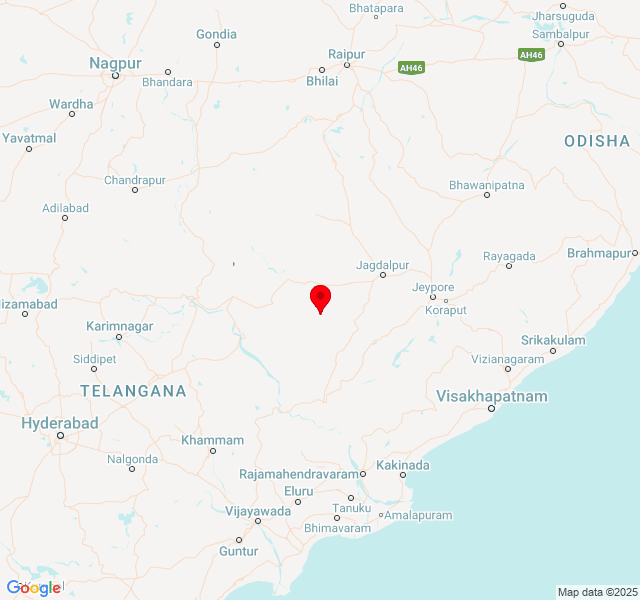 Bhatapara
Jharsuguda
Gondia
Sambalpur
Raipur
AH46
Nagpur
AH46
Bhilai
Bhandara
Wardha
Yavatmal
ODISHA
Chandrapur
Bhawanipatna
Adilabad
Brahmapur
Rayagada
Jagdalpur
Jeypore
Nizamabad
Koraput
Karimnagar
Srikakulam
Siddipet
Vizianagaram
TELANGANA
Visakhapatnam
Hyderabad
Khammam
Nalgonda
Kakinada
Rajamahendravaram
Eluru
Tanuku
Vijayawada
Amalapuram
Bhimavaram
Guntur
Google
Map data ©2025